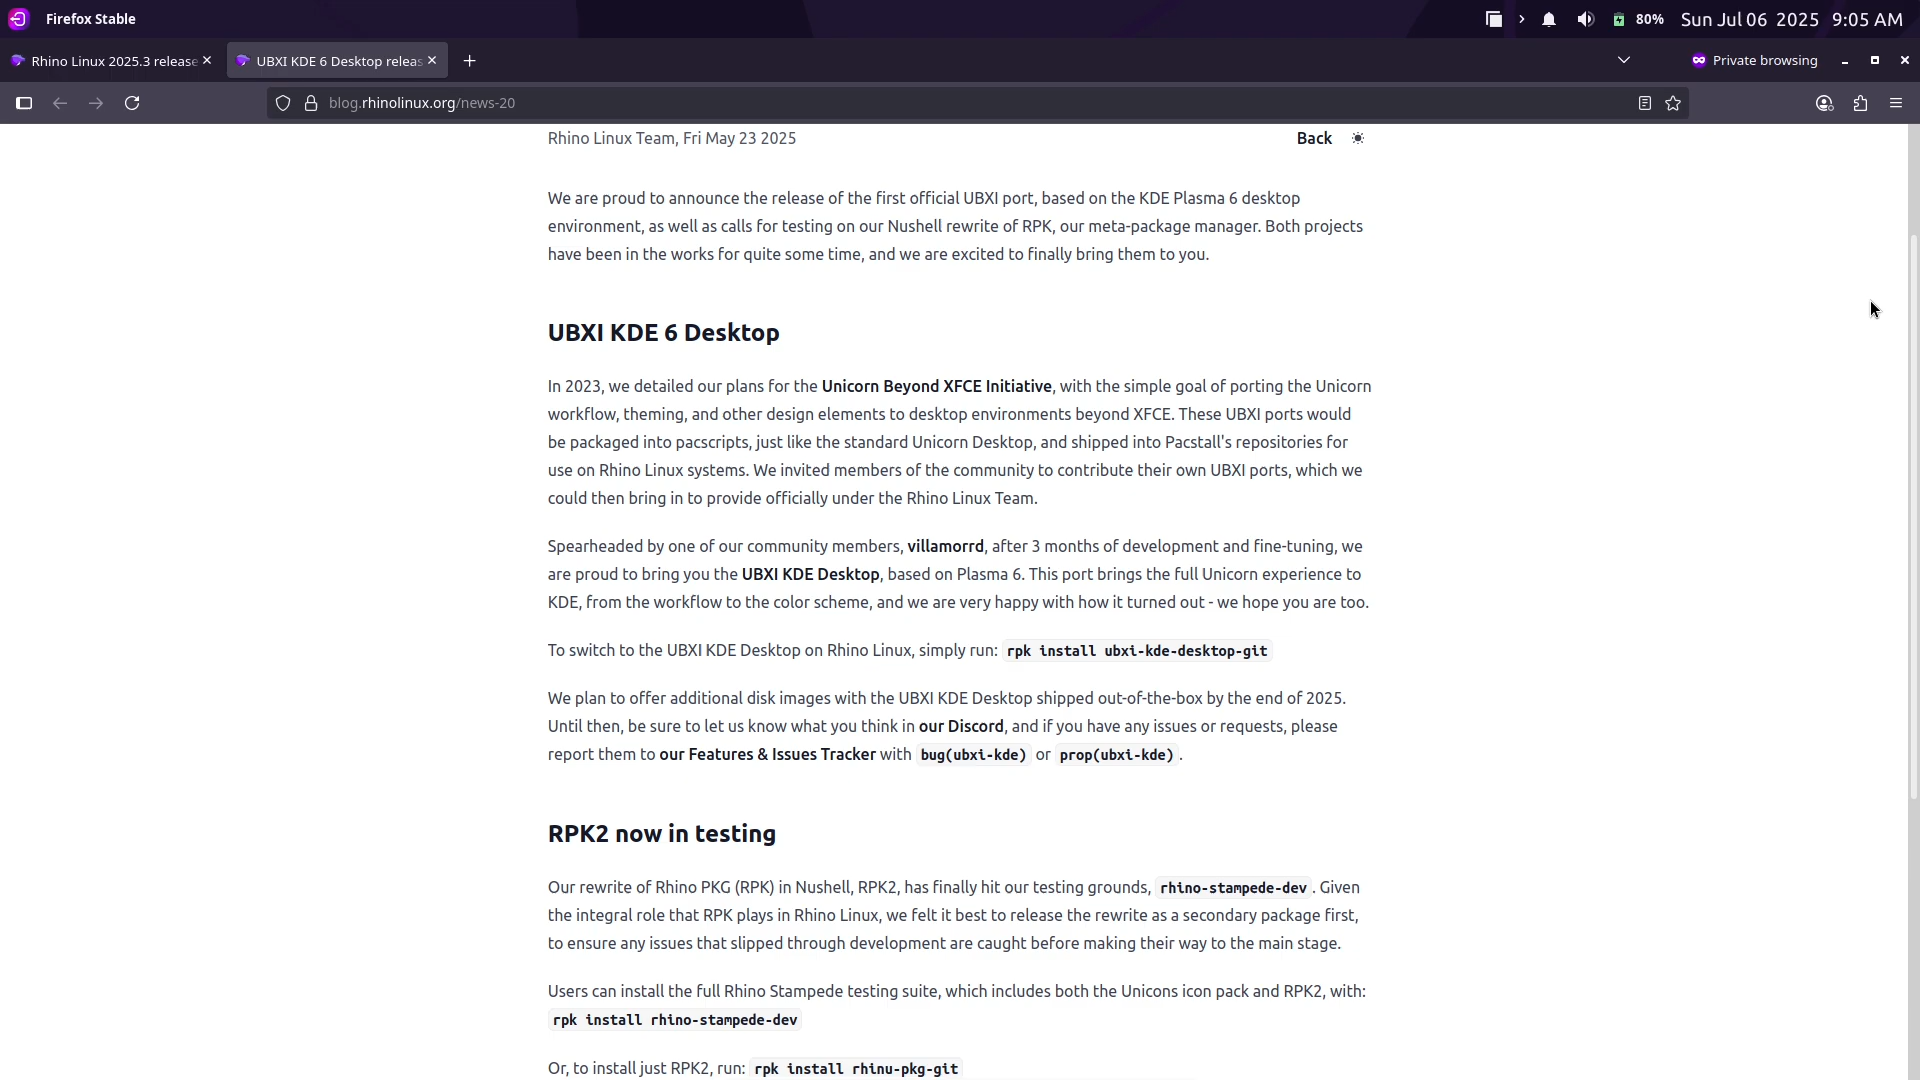 Firefox Stable
80%
Sun Jul 06 2025 9:05 AM
Rhino Linux 2025.3 release
UBXI KDE 6 Desktop releas
Private browsing
blog.rhinolinux.org/news-20
Rhino Linux Team, Fri May 23 2025
Back
We are proud to announce the release of the first official UBXI port, based on the KDE Plasma 6 desktop
environment, as well as calls for testing on our Nushell rewrite of RPK, our meta-package manager. Both projects
have been in the works for quite some time, and we are excited to finally bring them to you.
UBXI KDE 6 Desktop
In 2023, we detailed our plans for the Unicorn Beyond XFCE Initiative, with the simple goal of porting the Unicorn
workflow, theming, and other design elements to desktop environments beyond XFCE. These UBXI ports would
be packaged into pacscripts, just like the standard Unicorn Desktop, and shipped into Pacstall's repositories for
use on Rhino Linux systems. We invited members of the community to contribute their own UBXI ports, which we
could then bring in to provide officially under the Rhino Linux Team.
Spearheaded by one of our community members, villamorrd, after 3 months of development and fine-tuning, we
are proud to bring you the UBXI KDE Desktop, based on Plasma 6. This port brings the full Unicorn experience to
KDE, from the workflow to the color scheme, and we are very happy with how it turned out - we hope you are too.
To switch to the UBXI KDE Desktop on Rhino Linux, simply run: rpk install ubxi-kde-desktop-git
We plan to offer additional disk images with the UBXI KDE Desktop shipped out-of-the-box by the end of 2025.
Until then, be sure to let us know what you think in our Discord, and if you have any issues or requests, please
report them to our Features & Issues Tracker with bug(ubxi-kde) or prop(ubxi-kde).
RPK2 now in testing
Our rewrite of Rhino PKG (RPK) in Nushell, RPK2, has finally hit our testing grounds, rhino-stampede-dev. Given
the integral role that RPK plays in Rhino Linux, we felt it best to release the rewrite as a secondary package first,
to ensure any issues that slipped through development are caught before making their way to the main stage.
Users can install the full Rhino Stampede testing suite, which includes both the Unicons icon pack and RPK2, with:
rpk install rhino-stampede-dev
Or, to install just RPK2, run: rpk install rhinu-pkg-git